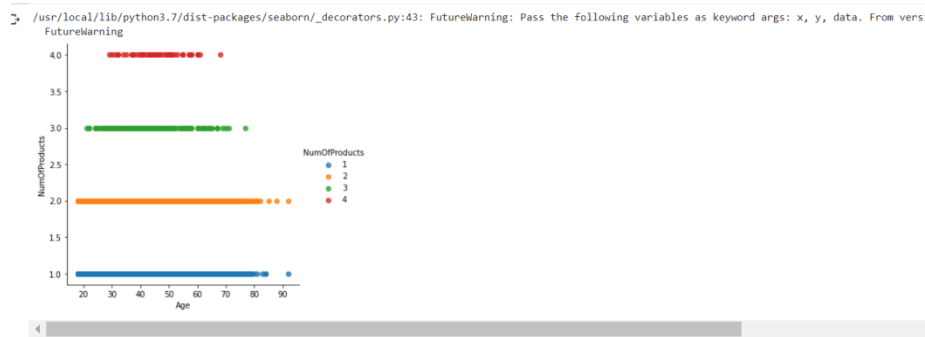 /usr/local/lib/python3.7/dist-packages/seaborn/_decorators.py:43: FutureWarning: Pass the following variables as keyword args: x, y, data. From
FutureWarning
4.0
3.5
3.0
2.5
2.0
1.5
1.0
NumOfProducts
NumOfProducts
1
2
3
4
20 30 40 50 60 70 80 90
Age